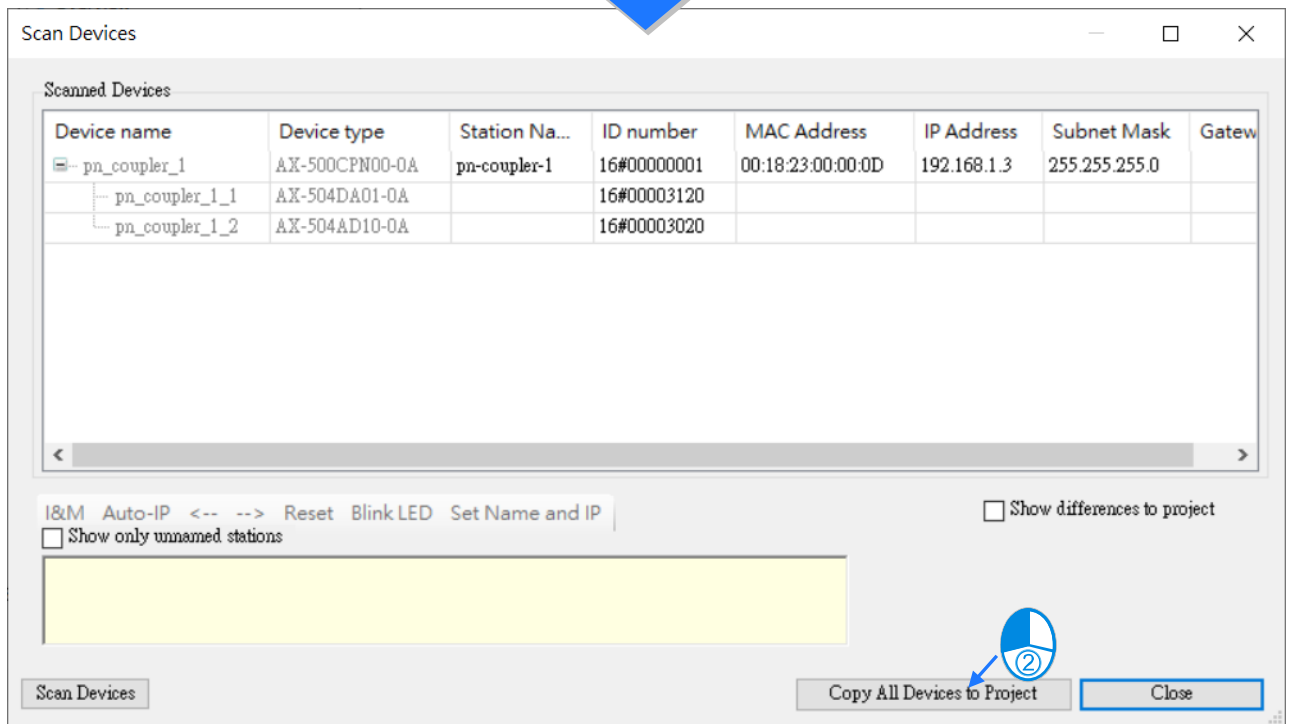 Scan Devices
Scanned Devices
Device name Device type Station Na... ID number MAC Address IP Address Subnet Mask Gatew
pn_coupler_1 AX-500CPN00-0A pn-coupler-1 16#00000001 00:18:23:00:00:0D 192.168.1.3 255.255.255.0
pn_coupler_1_1 AX-504DA01-0A 16#00003120
pn_coupler_1_2 AX-504AD10-0A 16#00003020
I&M Auto-IP <-- --> Reset Blink LED Set Name and IP
Show differences to project
Show only unnamed stations
②
Scan Devices Copy All Devices to Project Close